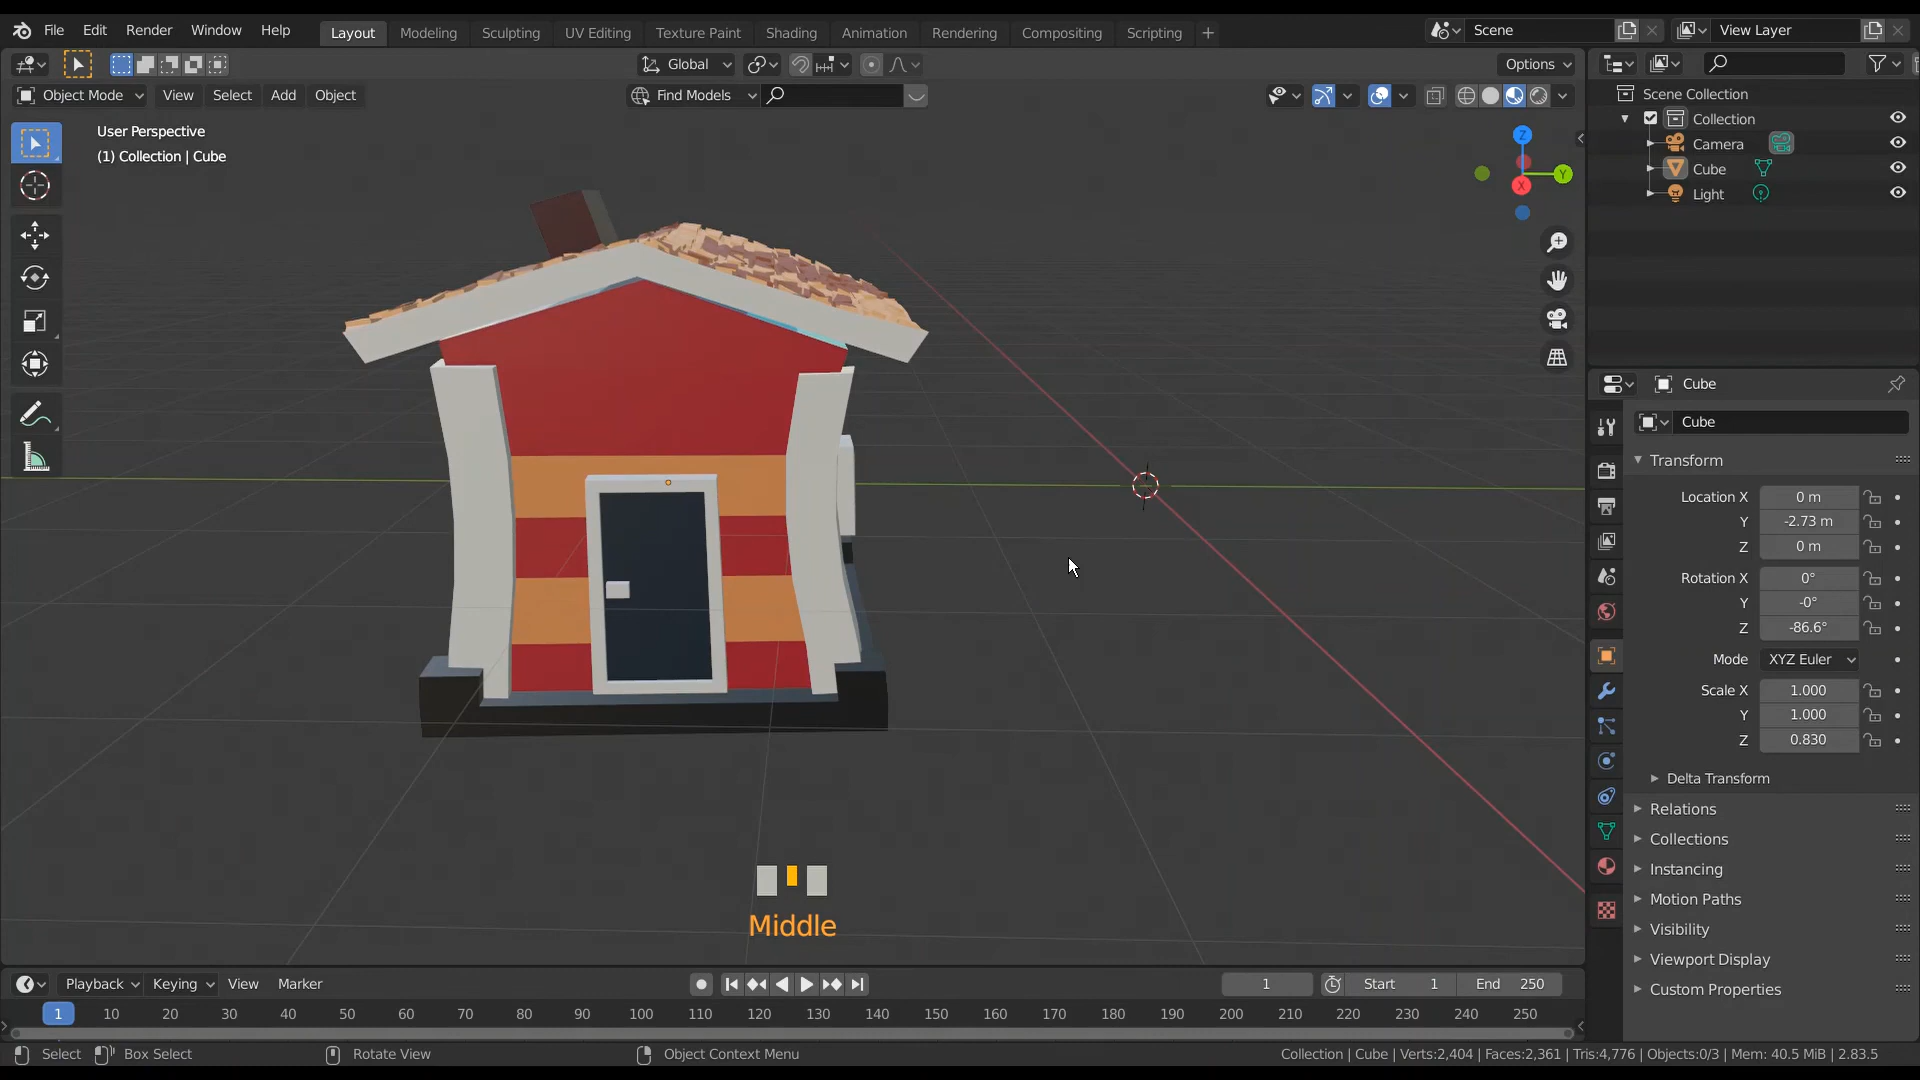 File Edit Render Window Help Layout Modeling Sculpting UV Editing Texture Paint Shading Animation Rendering Compositing Scripting Scene View Layer
Global Options
Object Mode View Select Add Object Find Models
User Perspective
(1) Collection | Cube
Z
Y
X
Scene Collection
Collection
Camera
Cube
Light
Cube
Cube
Transform
Location X 0 m
Y -2.73 m
Z 0 m
Rotation X 0°
Y -0°
Z -86.6°
Mode XYZ Euler
Scale X 1.000
Y 1.000
Z 0.830
Delta Transform
Relations
Collections
Instancing
Motion Paths
Visibility
Viewport Display
Custom Properties
Middle
Playback Keying View Marker 1 Start 1 End 250
1 10 20 30 40 50 60 70 80 90 100 110 120 130 140 150 160 170 180 190 200 210 220 230 240 250
Select Box Select Rotate View Object Context Menu Collection | Cube | Verts:2,404 | Faces:2,361 | Tris:4,776 | Objects:0/3 | Mem: 40.5 MiB | 2.83.5